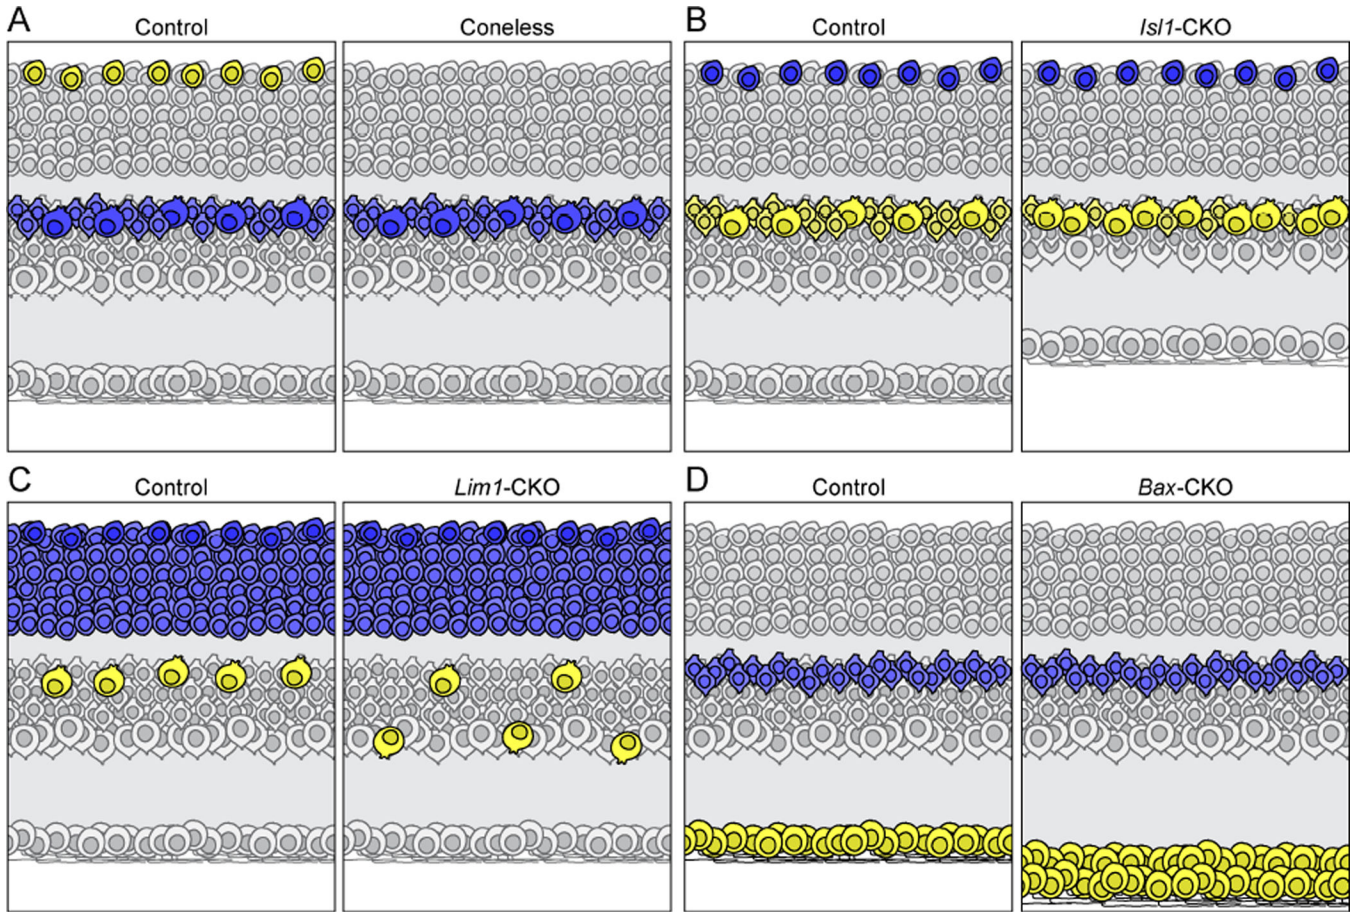 A
Control
Coneless
B
Control
Isl1-CKO
C
Control
Lim1-CKO
D
Control
Bax-CKO